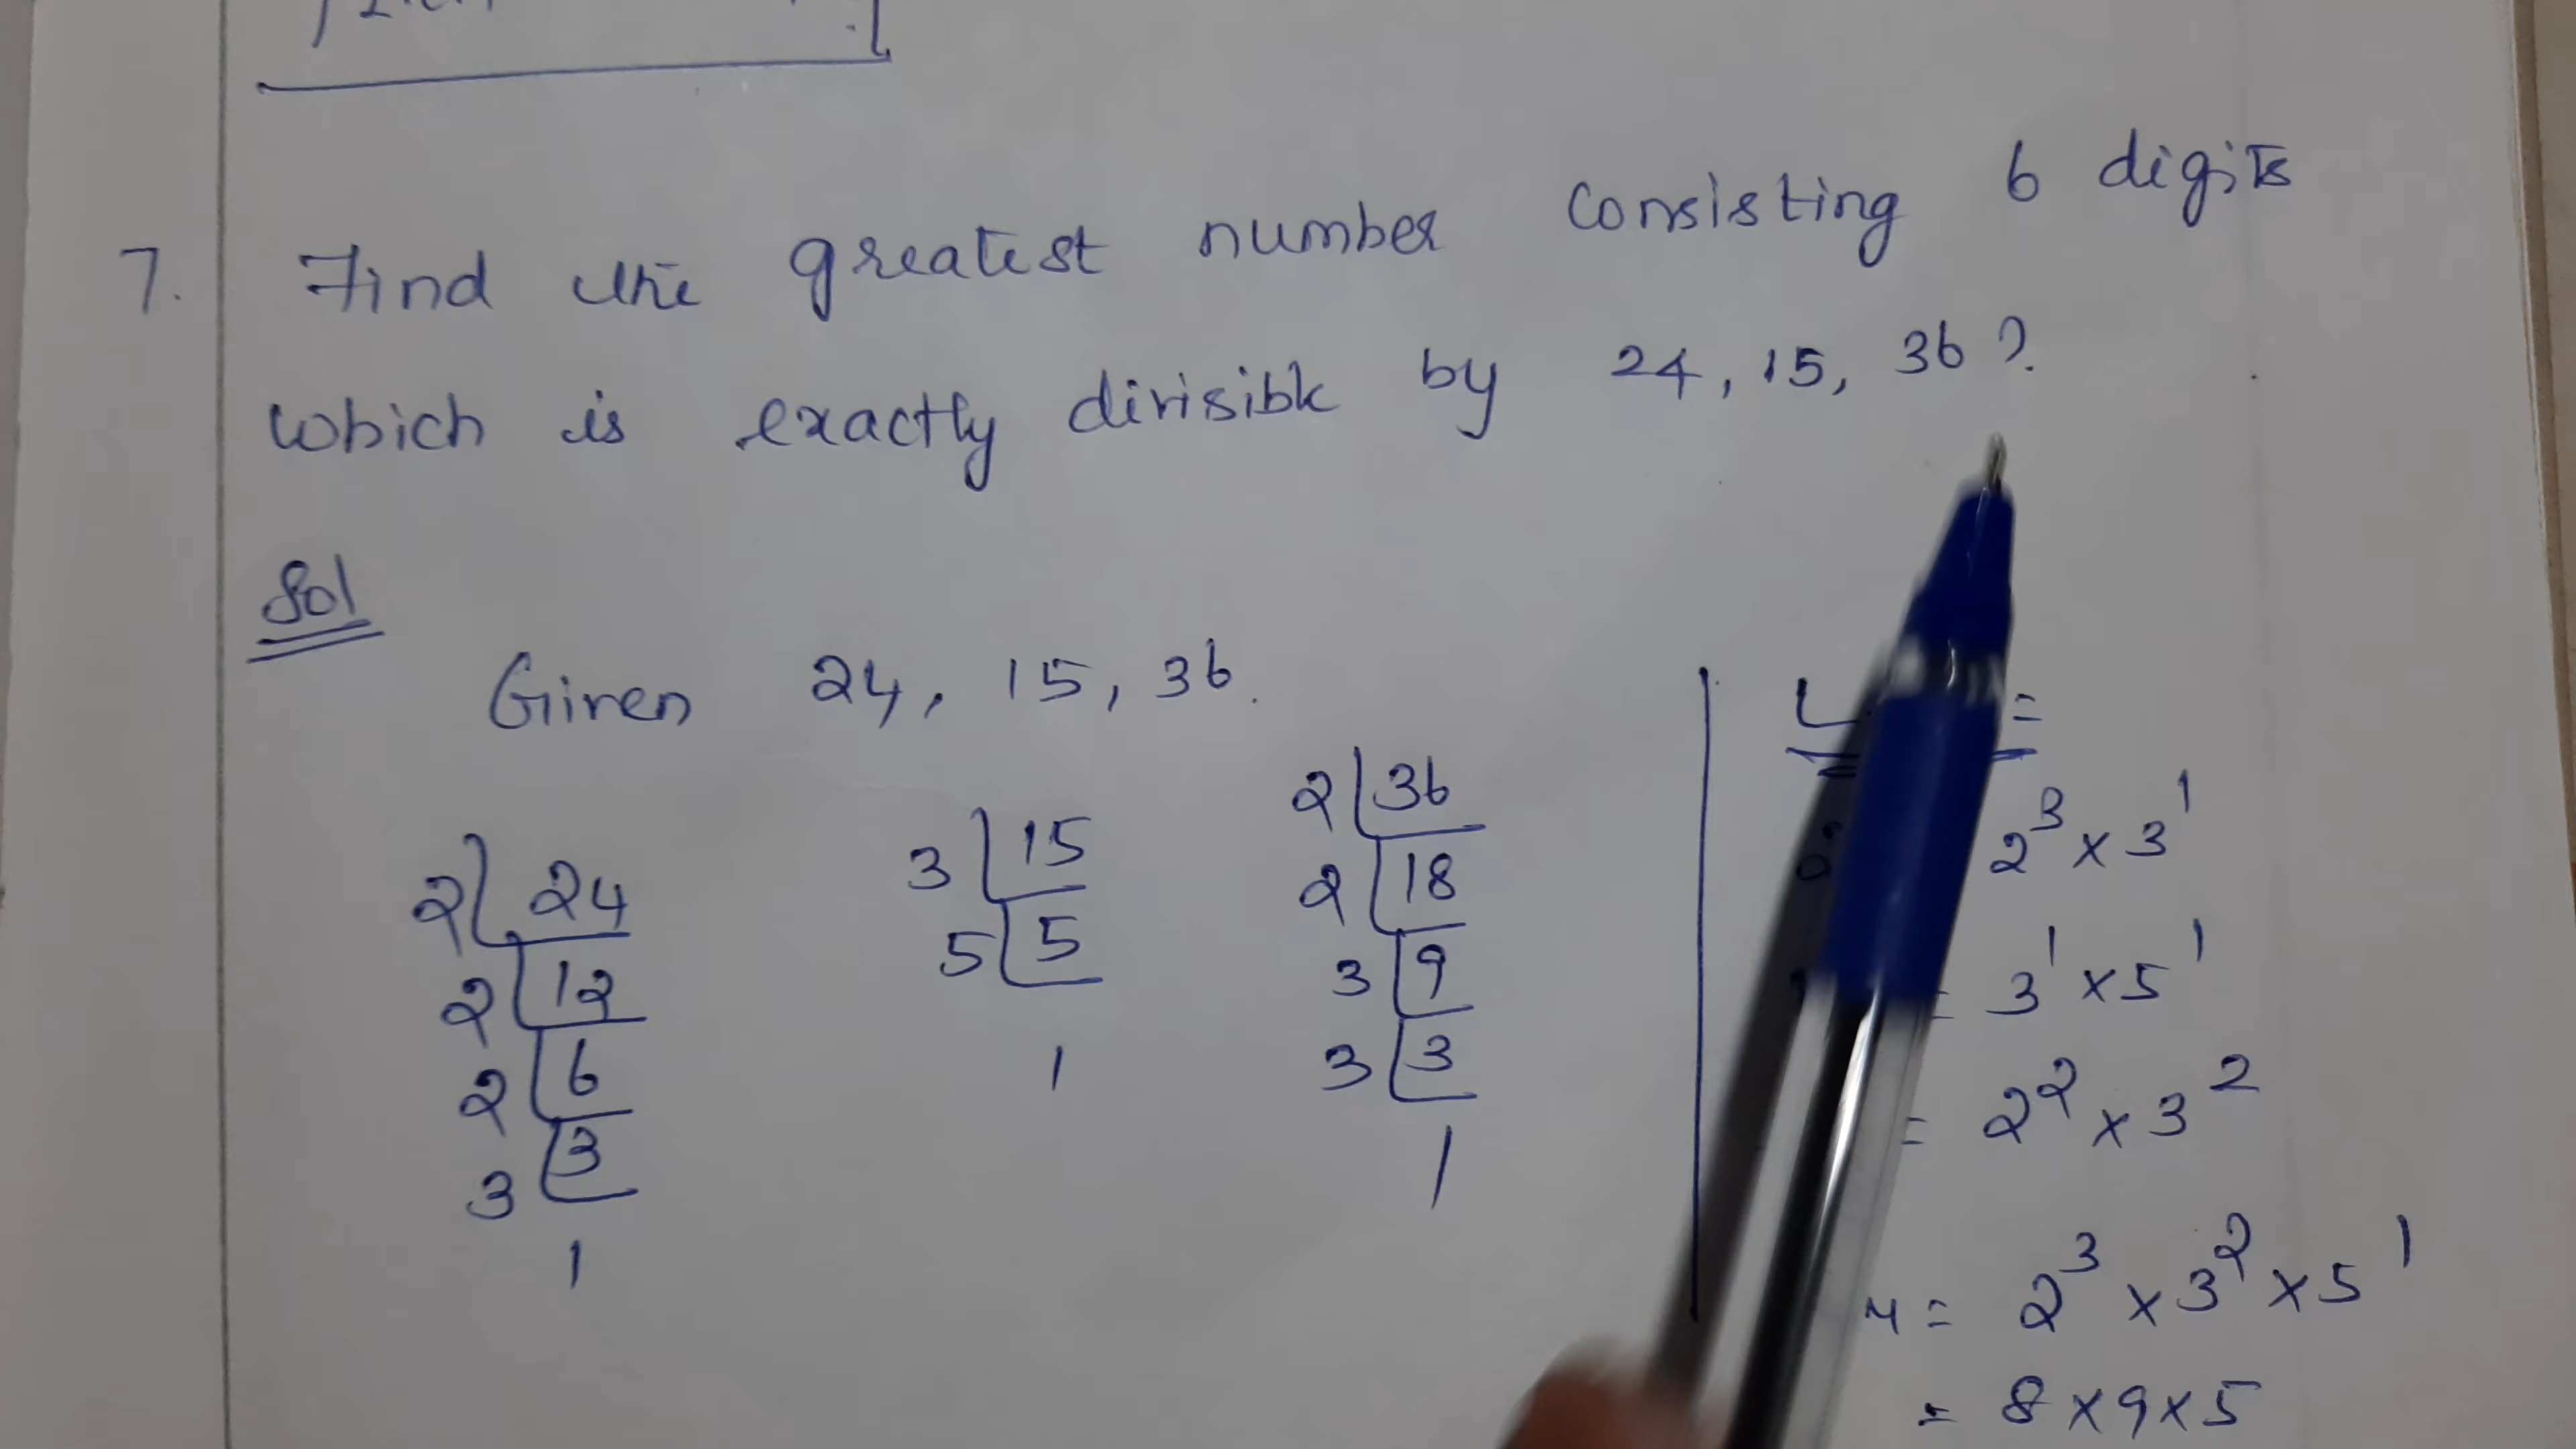 7. Find the greatest number consisting 6 digits
which is exactly divisible by 24, 15, 36?
Sol
Given 24, 15, 36.
2 24
2 12
2 6
3 3
1
3 15
5 5
1
2 36
2 18
3 9
3 3
1
=
2³ × 3¹
= 3¹ × 5¹
= 2² × 3²
= 2³ × 3² × 5¹
= 8 × 9 × 5